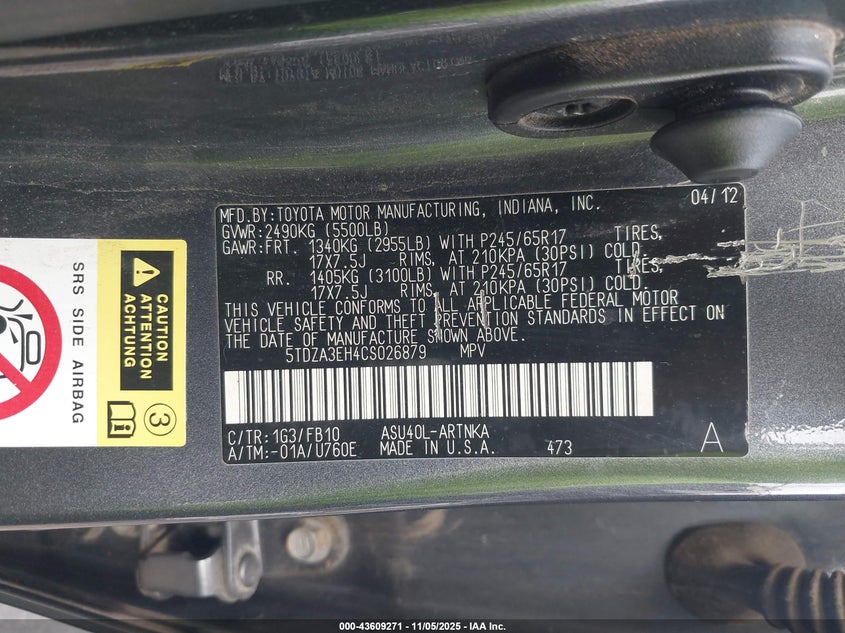 MFD.BY:TOYOTA MOTOR MANUFACTURING, INDIANA, INC. 04/12
GVWR:2490KG (5500LB)
GAWR:FRT. 1340KG (2955LB) WITH P245/65R17 TIRES,
17X7.5J RIMS, AT 210KPA (30PSI) COLD.
RR. 1405KG (3100LB) WITH P245/65R17 TIRES,
17X7.5J RIMS, AT 210KPA (30PSI) COLD.
THIS VEHICLE CONFORMS TO ALL APPLICABLE FEDERAL MOTOR
VEHICLE SAFETY AND THEFT PREVENTION STANDARDS IN EFFECT ON
THE DATE OF MANUFACTURE SHOWN ABOVE.
5TDZA3EH4CS026879 MPV
C/TR:1G3/FB10 ASU40L-ARTNKA
A/TM:-01A/U760E MADE IN U.S.A. 473 A
SRS SIDE AIRBAG
CAUTION
ATTENTION
ACHTUNG
3
000-43609271 - 11/05/2025 - IAA Inc.